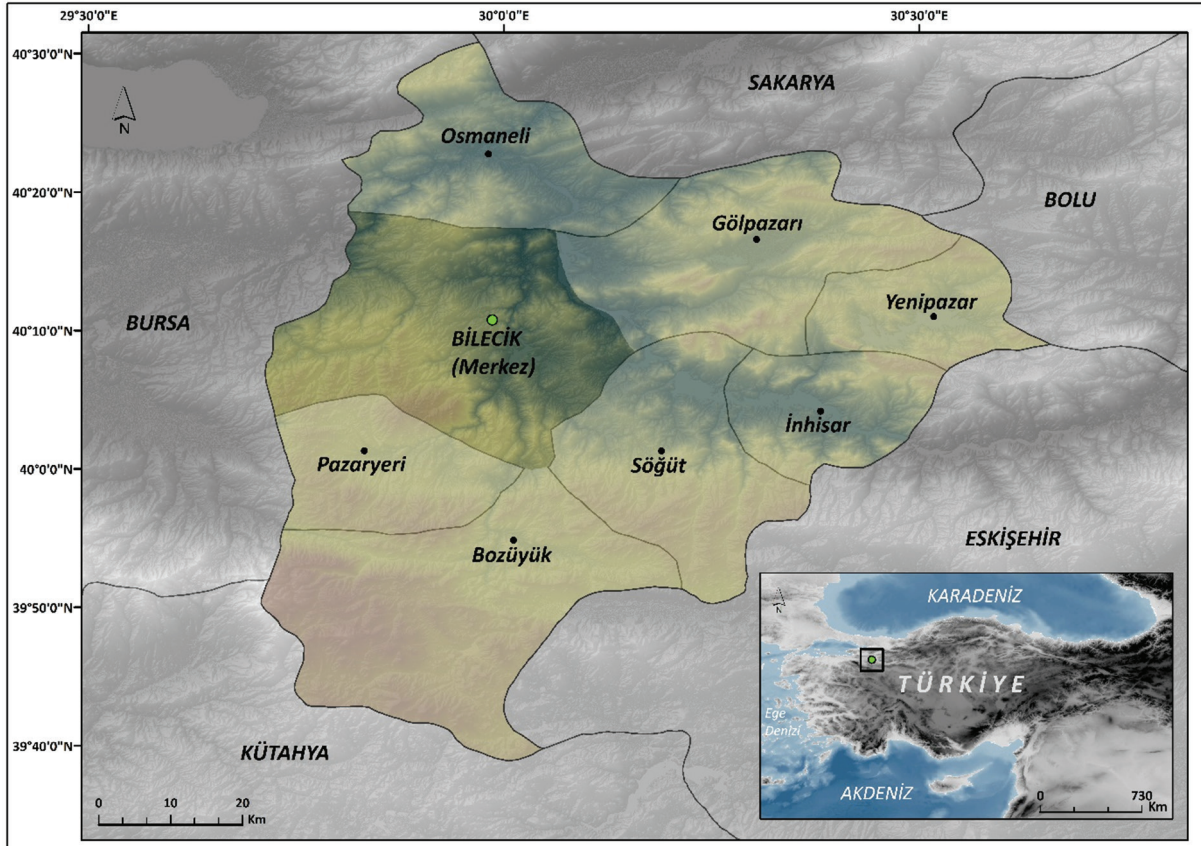 29°30'0"E
30°0'0"E
30°30'0"E
40°30'0"N
40°20'0"N
40°10'0"N
40°0'0"N
39°50'0"N
39°40'0"N
N
SAKARYA
BOLU
Osmaneli
Gölpazarı
Yenipazar
BURSA
BİLECİK
(Merkez)
İnhisar
Pazaryeri
Söğüt
Bozüyük
ESKİŞEHİR
KÜTAHYA
0 10 20
Km
N
KARADENİZ
TÜRKİYE
Ege
Denizi
AKDENİZ
0 730
Km